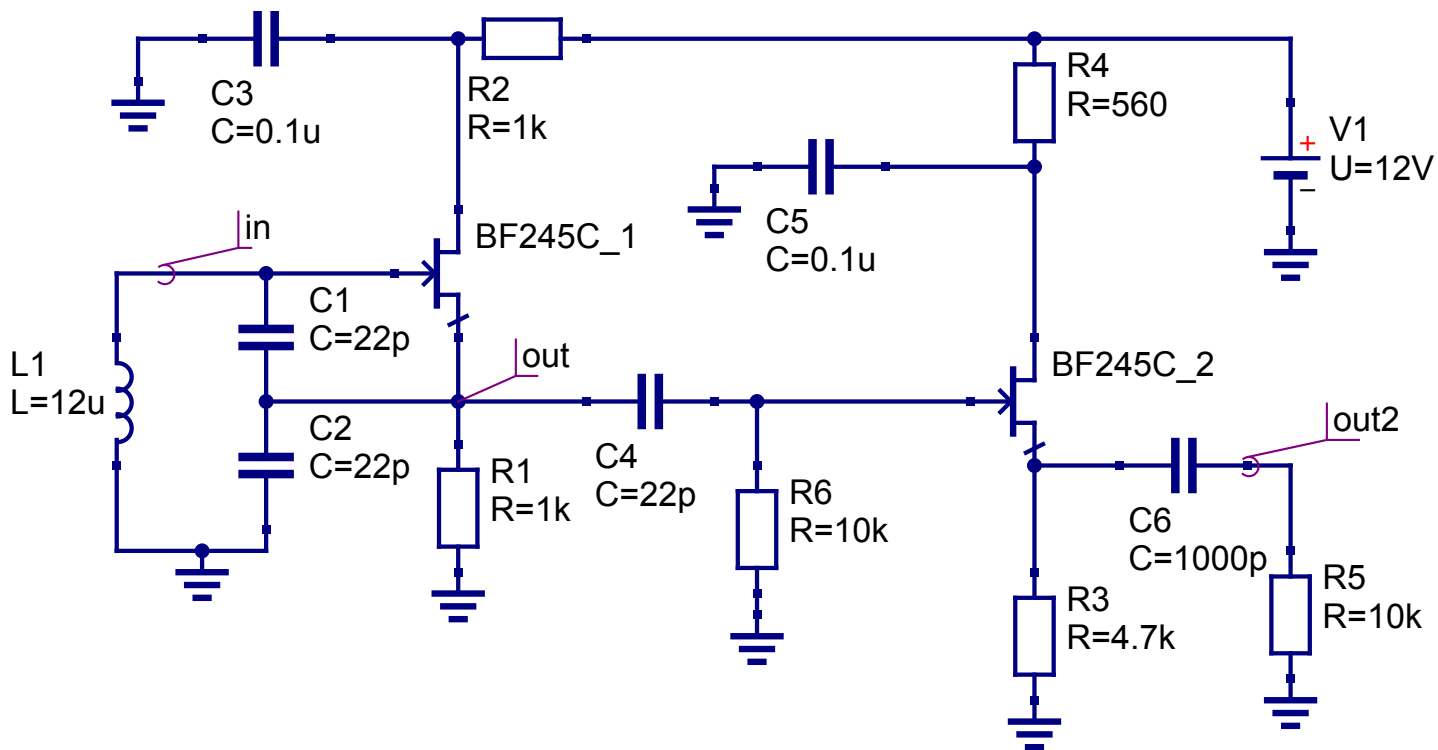 C3
C=0.1u
R2
R=1k
R4
R=560
V1
U=12V
+
−
C5
C=0.1u
in
BF245C_1
C1
C=22p
L1
L=12u
out
BF245C_2
C2
C=22p
R1
R=1k
C4
C=22p
R6
R=10k
out2
C6
C=1000p
R3
R=4.7k
R5
R=10k